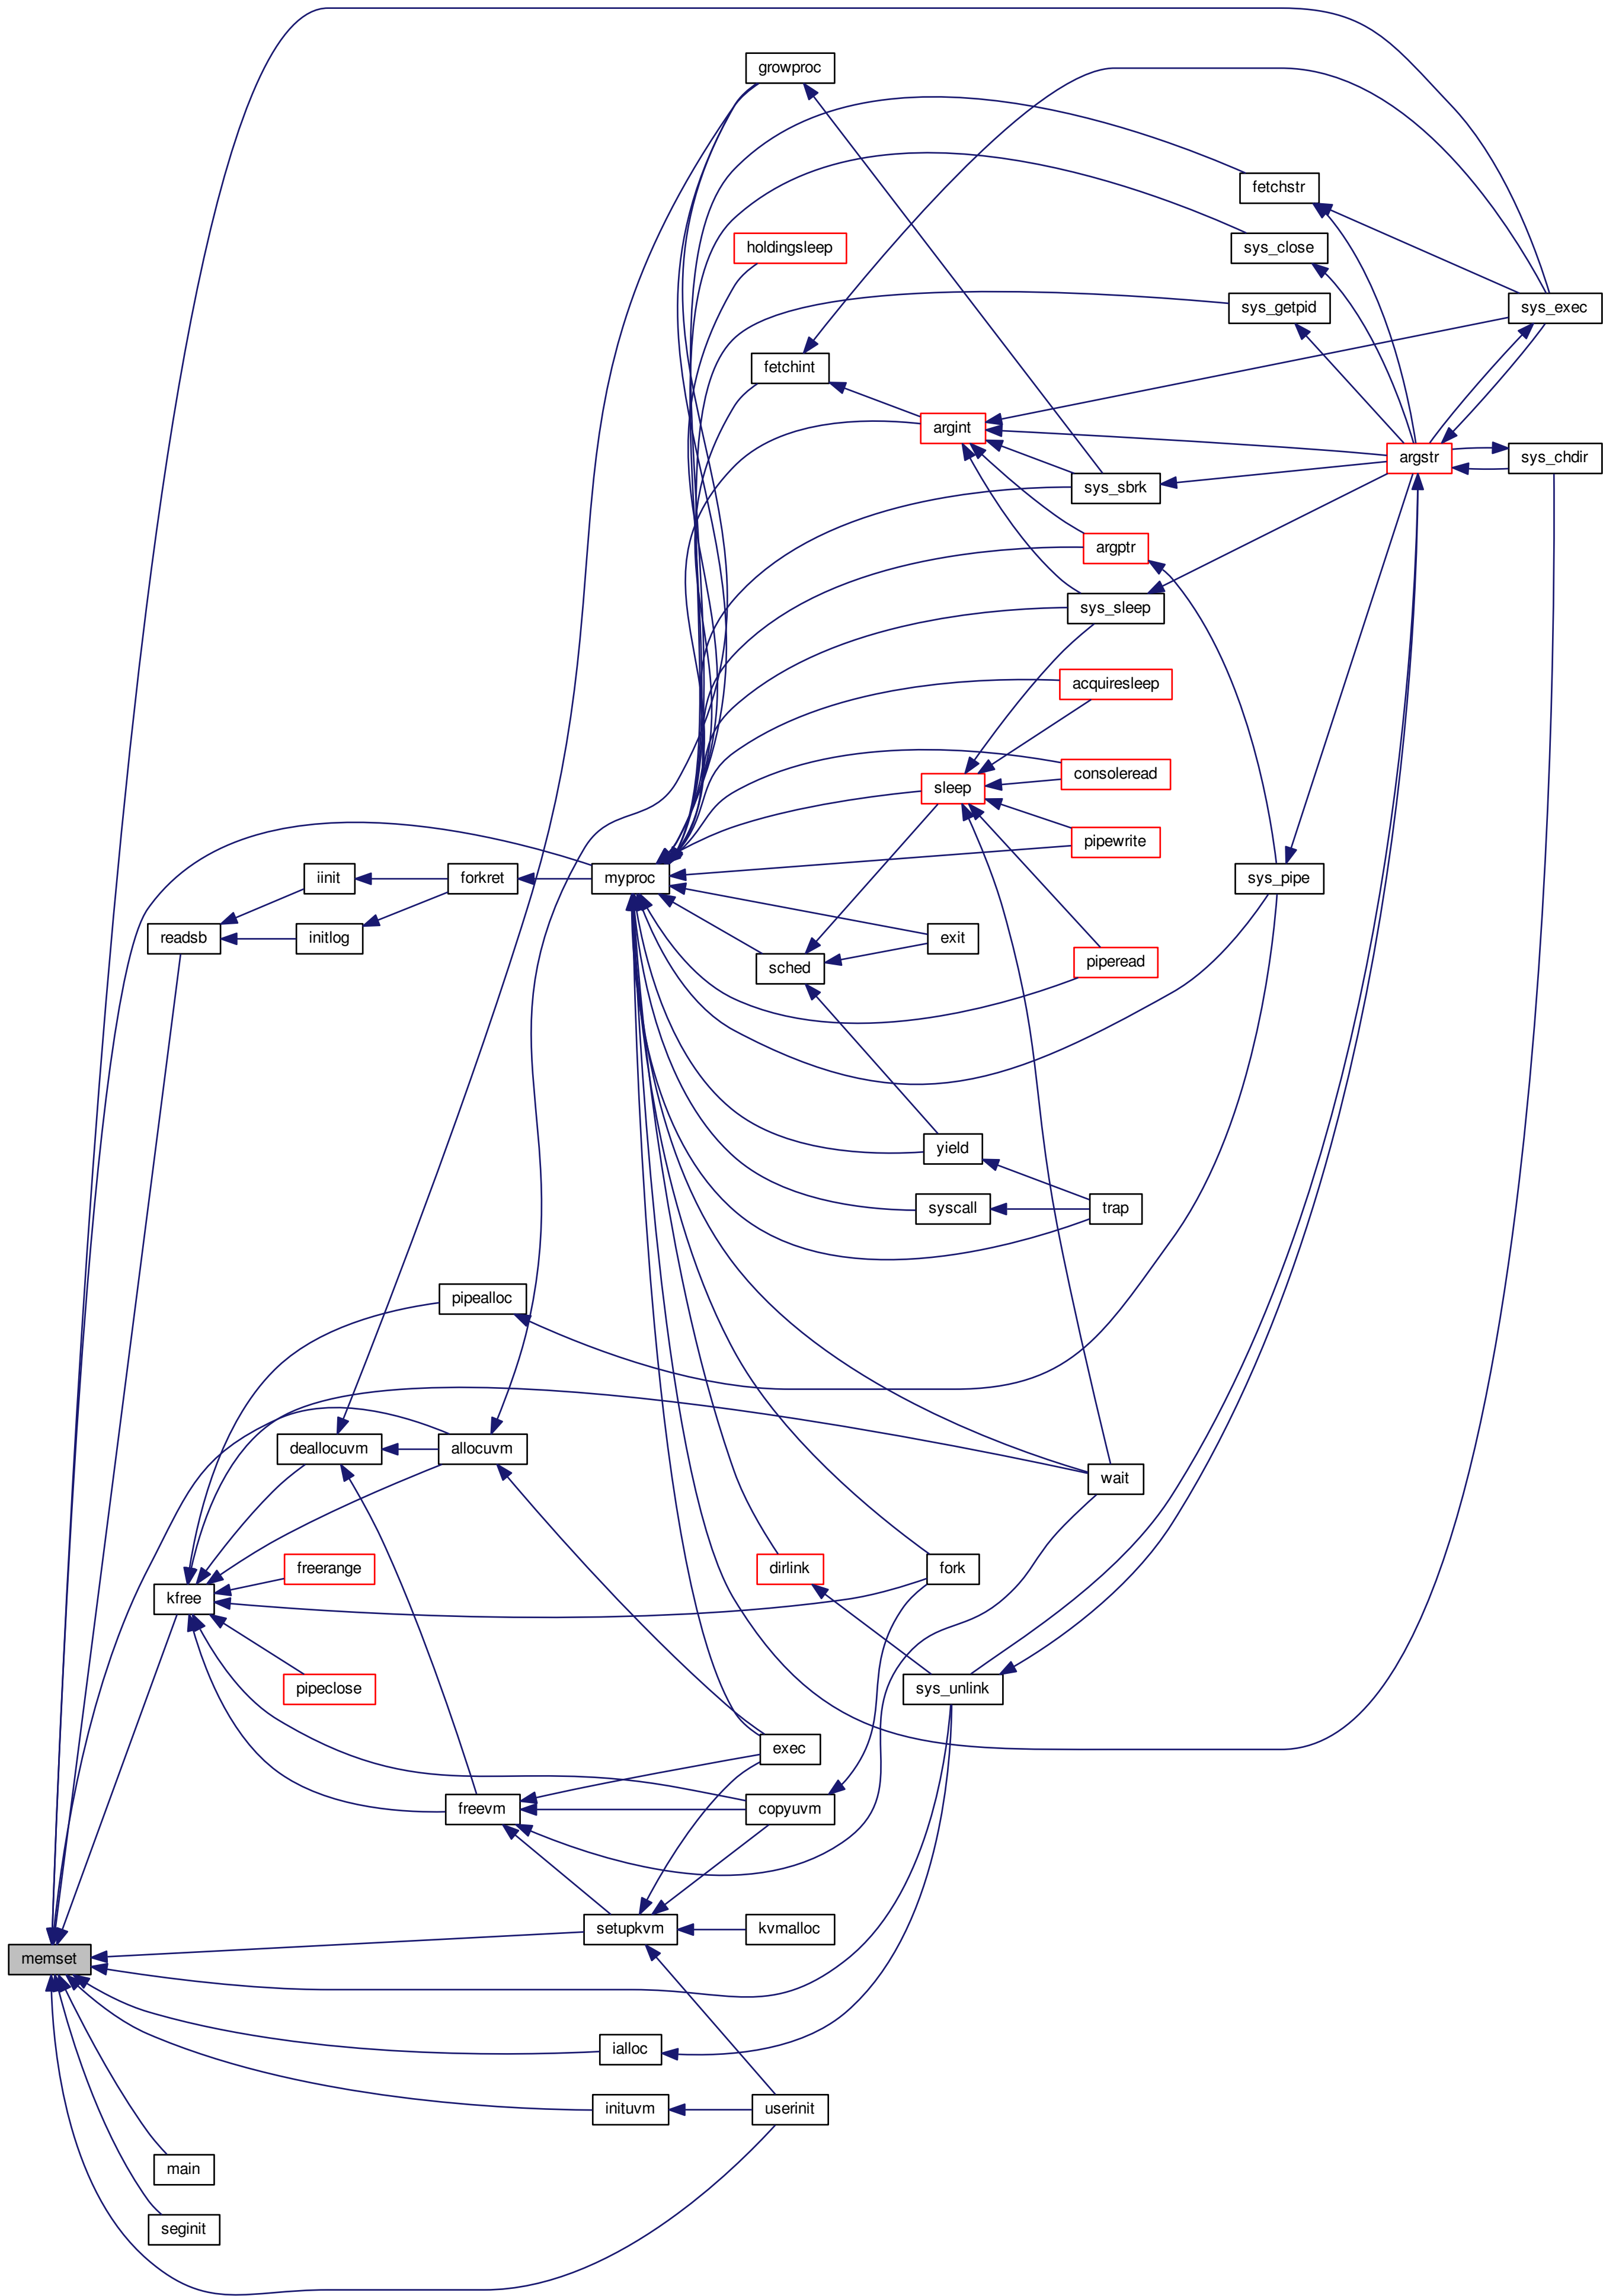 growproc
fetchstr
holdingsleep
sys_close
sys_getpid
sys_exec
fetchint
argint
argstr
sys_chdir
sys_sbrk
argptr
sys_sleep
acquiresleep
consoleread
sleep
pipewrite
iinit
forkret
myproc
sys_pipe
readsb
initlog
exit
sched
piperead
yield
syscall
trap
pipealloc
deallocuvm
allocuvm
wait
freerange
dirlink
fork
kfree
pipeclose
sys_unlink
exec
freevm
copyuvm
setupkvm
kvmalloc
memset
ialloc
inituvm
userinit
main
seginit